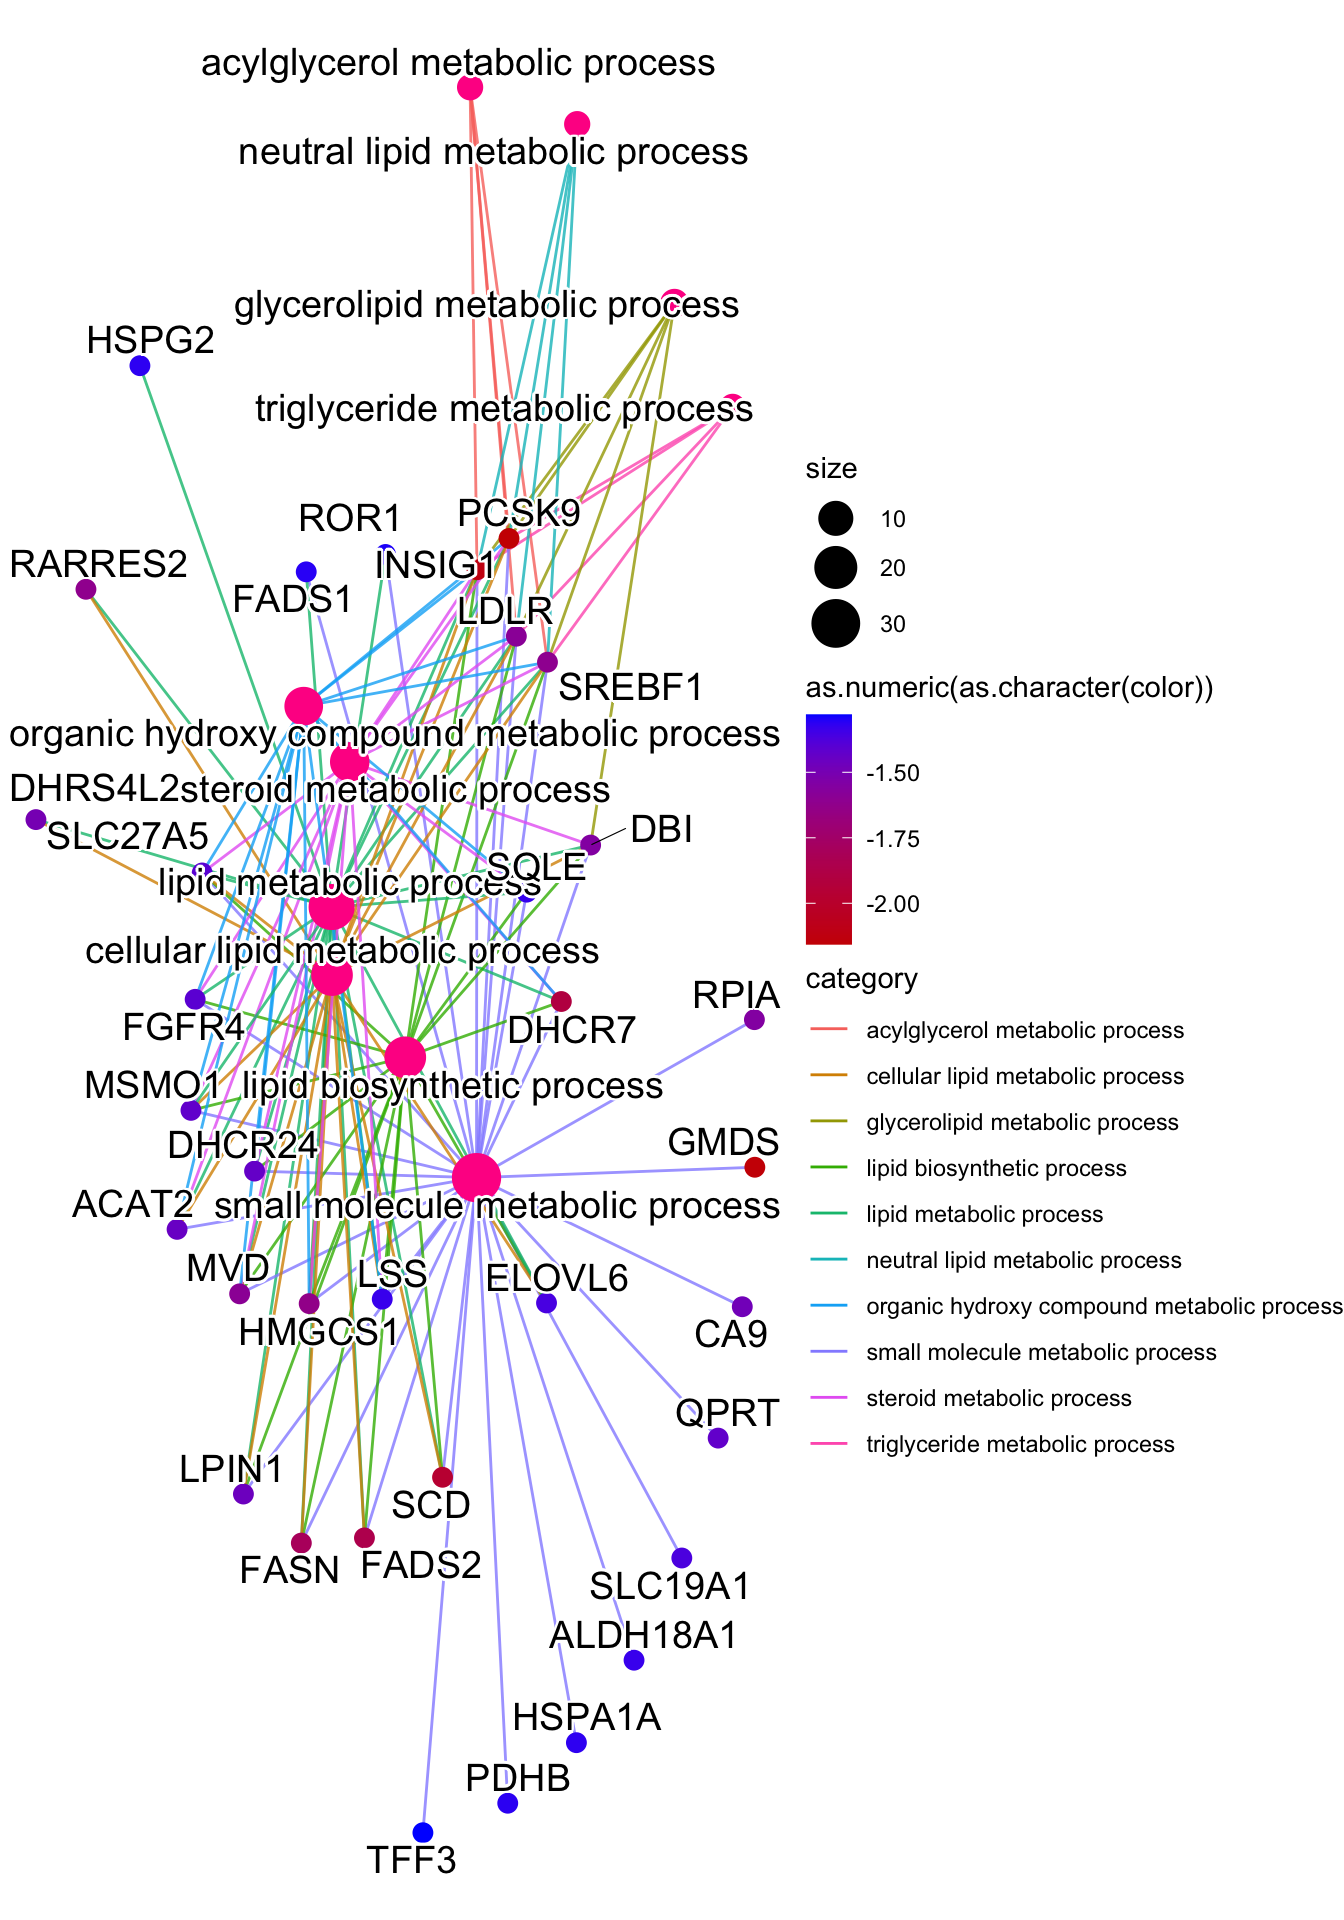 acylglycerol metabolic process
neutral lipid metabolic process
glycerolipid metabolic process
HSPG2
triglyceride metabolic process
ROR1
PCSK9
RARRES2
INSIG1
FADS1
LDLR
SREBF1
organic hydroxy compound metabolic process
DHRS4L2
steroid metabolic process
SLC27A5
DBI
SQLE
lipid metabolic process
cellular lipid metabolic process
RPIA
FGFR4
DHCR7
MSMO1
lipid biosynthetic process
DHCR24
GMDS
ACAT2
small molecule metabolic process
MVD
LSS
ELOVL6
HMGCS1
CA9
QPRT
LPIN1
SCD
FASN
FADS2
SLC19A1
ALDH18A1
HSPA1A
PDHB
TFF3
size
10
20
30
as.numeric(as.character(color))
-1.50
-1.75
-2.00
category
acylglycerol metabolic process
cellular lipid metabolic process
glycerolipid metabolic process
lipid biosynthetic process
lipid metabolic process
neutral lipid metabolic process
organic hydroxy compound metabolic process
small molecule metabolic process
steroid metabolic process
triglyceride metabolic process